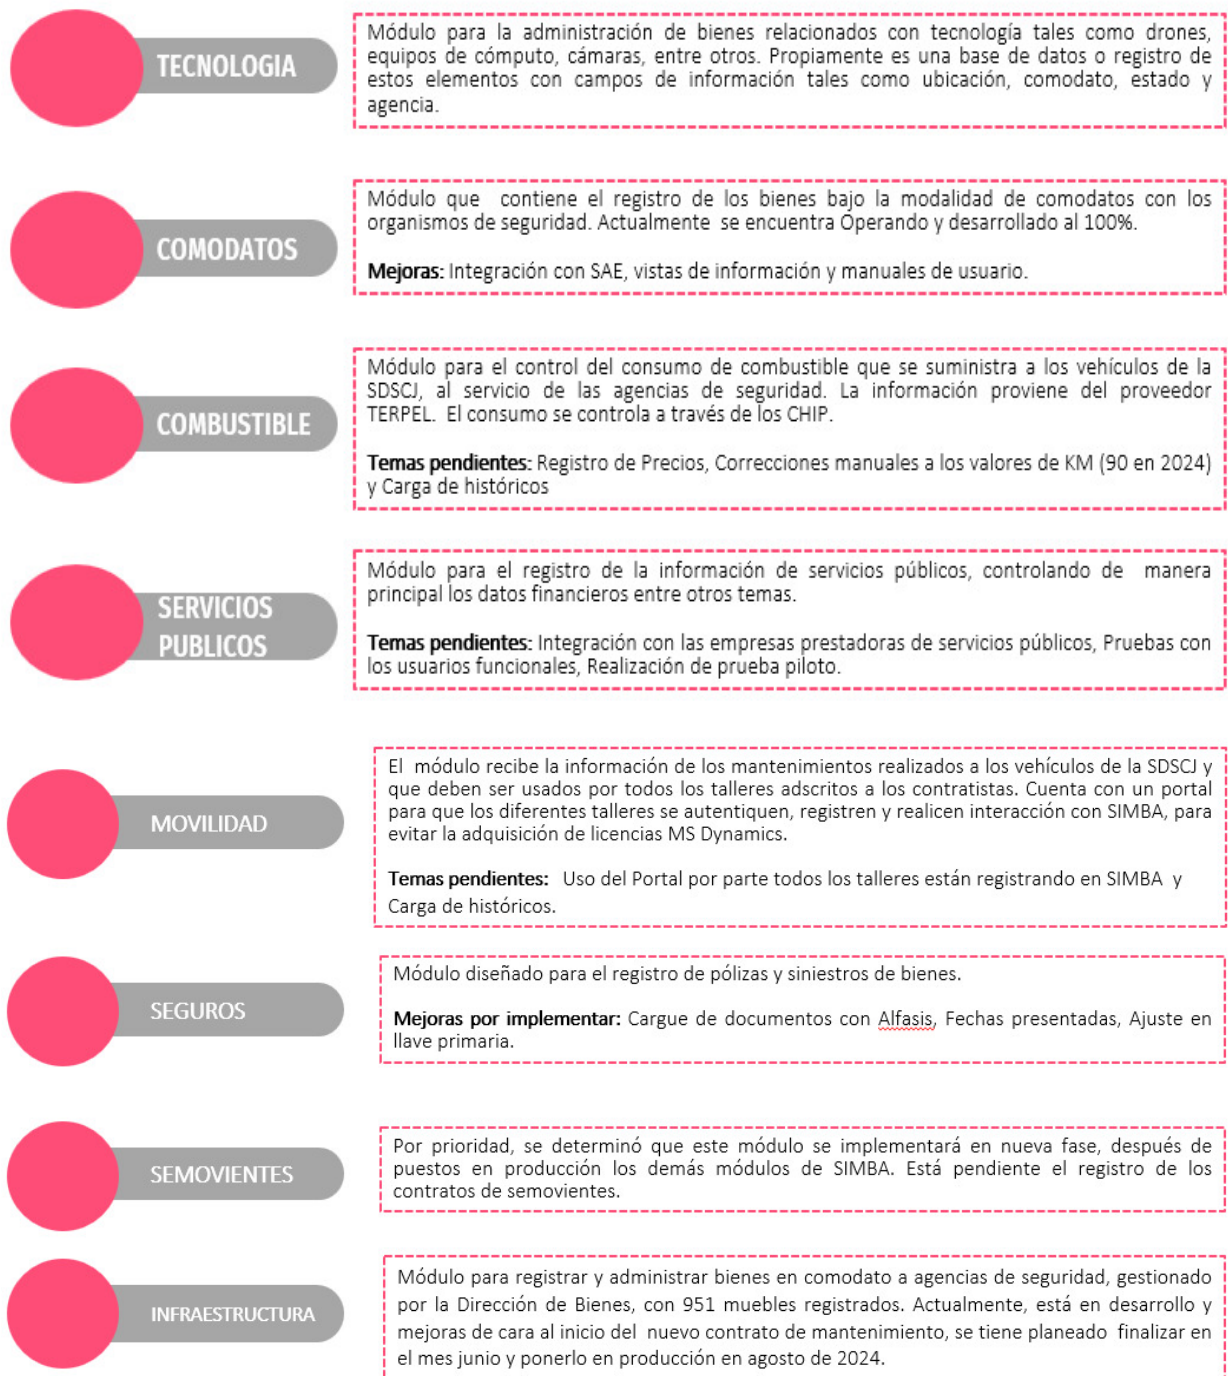 TECNOLOGIA
Módulo para la administración de bienes relacionados con tecnología tales como drones,
equipos de cómputo, cámaras, entre otros. Propiamente es una base de datos o registro de
estos elementos con campos de información tales como ubicación, comodato, estado y
agencia.
COMODATOS
Módulo que contiene el registro de los bienes bajo la modalidad de comodatos con los
organismos de seguridad. Actualmente se encuentra Operando y desarrollado al 100%.
Mejoras: Integración con SAE, vistas de información y manuales de usuario.
COMBUSTIBLE
Módulo para el control del consumo de combustible que se suministra a los vehículos de la
SDSCJ, al servicio de las agencias de seguridad. La información proviene del proveedor
TERPEL. El consumo se controla a través de los CHIP.
Temas pendientes: Registro de Precios, Correcciones manuales a los valores de KM (90 en 2024)
y Carga de históricos
SERVICIOS
PUBLICOS
Módulo para el registro de la información de servicios públicos, controlando de manera
principal los datos financieros entre otros temas.
Temas pendientes: Integración con las empresas prestadoras de servicios públicos, Pruebas con
los usuarios funcionales, Realización de prueba piloto.
MOVILIDAD
El módulo recibe la información de los mantenimientos realizados a los vehículos de la SDSCJ y
que deben ser usados por todos los talleres adscritos a los contratistas. Cuenta con un portal
para que los diferentes talleres se autentiquen, registren y realicen interacción con SIMBA, para
evitar la adquisición de licencias MS Dynamics.
Temas pendientes: Uso del Portal por parte todos los talleres están registrando en SIMBA y
Carga de históricos.
SEGUROS
Módulo diseñado para el registro de pólizas y siniestros de bienes.
Mejoras por implementar: Cargue de documentos con Alfasis, Fechas presentadas, Ajuste en
llave primaria.
SEMOVIENTES
Por prioridad, se determinó que este módulo se implementará en nueva fase, después de
puestos en producción los demás módulos de SIMBA. Está pendiente el registro de los
contratos de semovientes.
INFRAESTRUCTURA
Módulo para registrar y administrar bienes en comodato a agencias de seguridad, gestionado
por la Dirección de Bienes, con 951 muebles registrados. Actualmente, está en desarrollo y
mejoras de cara al inicio del nuevo contrato de mantenimiento, se tiene planeado finalizar en
el mes junio y ponerlo en producción en agosto de 2024.